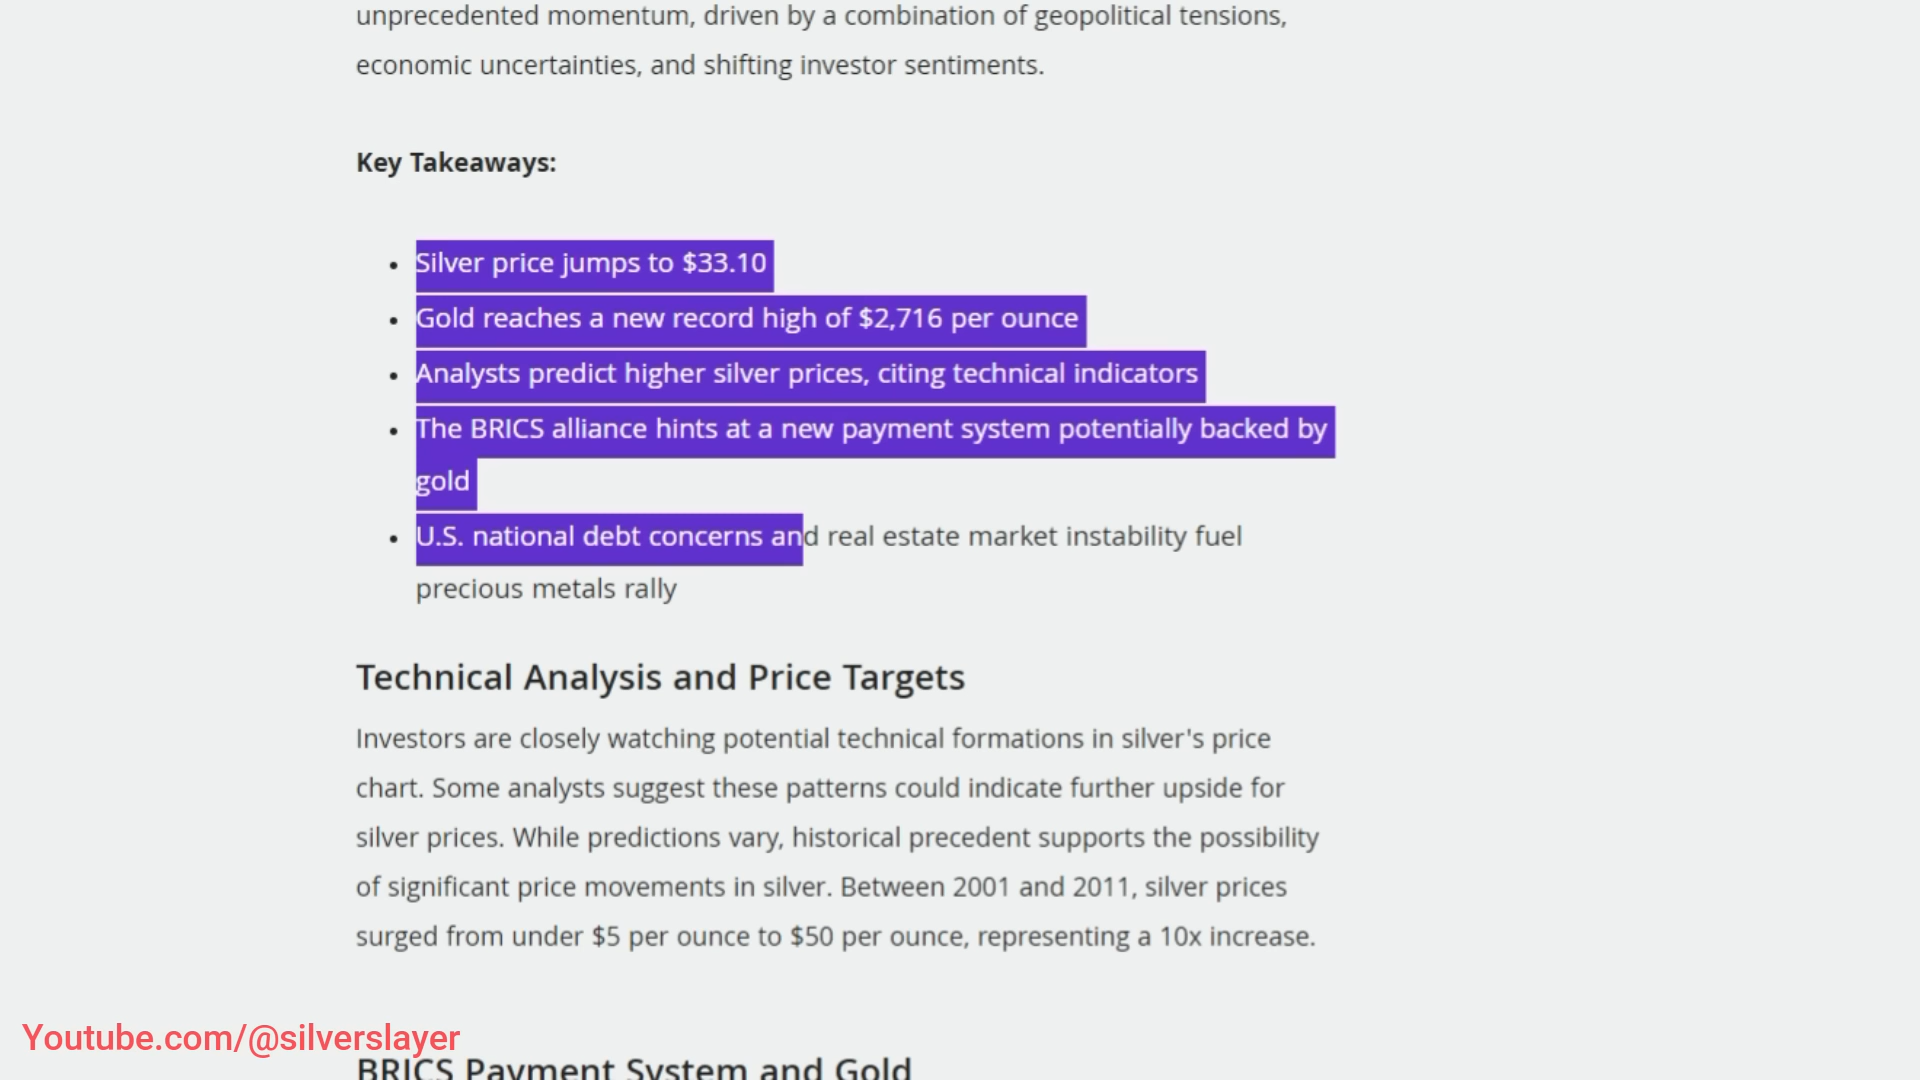 unprecedented momentum, driven by a combination of geopolitical tensions,
economic uncertainties, and shifting investor sentiments.
Key Takeaways:
• Silver price jumps to $33.10
• Gold reaches a new record high of $2,716 per ounce
• Analysts predict higher silver prices, citing technical indicators
• The BRICS alliance hints at a new payment system potentially backed by
gold
• U.S. national debt concerns and real estate market instability fuel
precious metals rally
Technical Analysis and Price Targets
Investors are closely watching potential technical formations in silver's price
chart. Some analysts suggest these patterns could indicate further upside for
silver prices. While predictions vary, historical precedent supports the possibility
of significant price movements in silver. Between 2001 and 2011, silver prices
surged from under $5 per ounce to $50 per ounce, representing a 10x increase.
Youtube.com/@silverslayer
BRICS Payment System and Gold